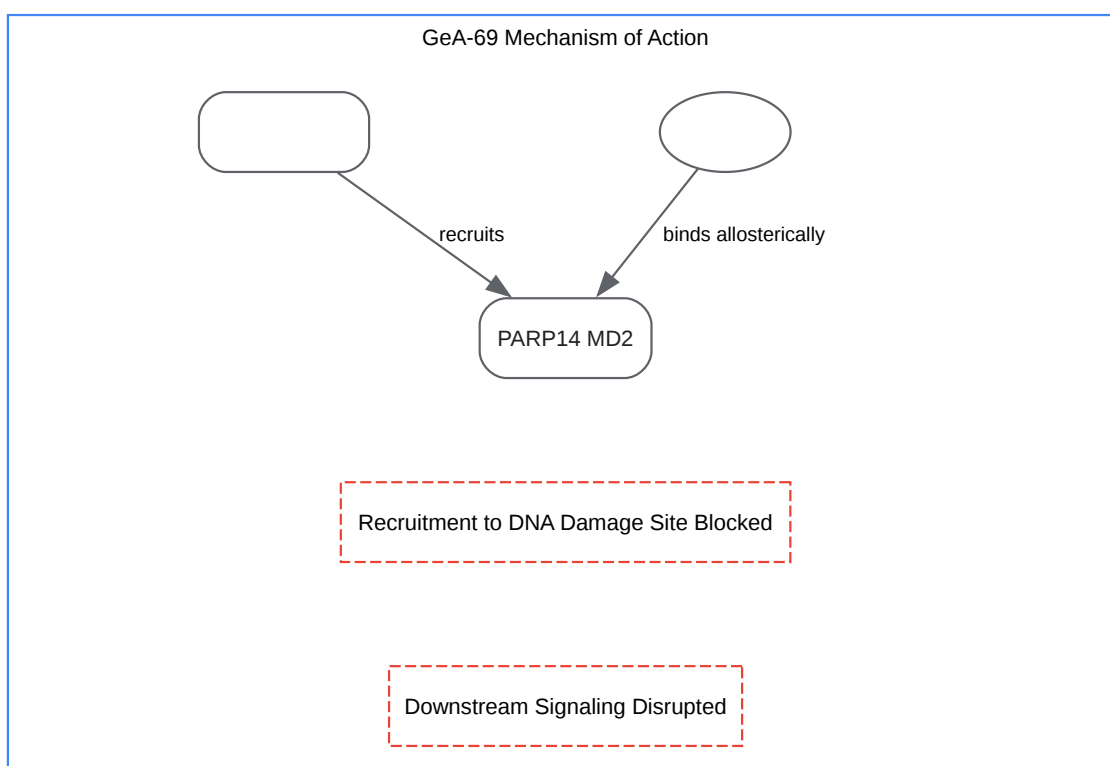 GeA-69 Mechanism of Action
recruits
binds allosterically
PARP14 MD2
Recruitment to DNA Damage Site Blocked
Downstream Signaling Disrupted